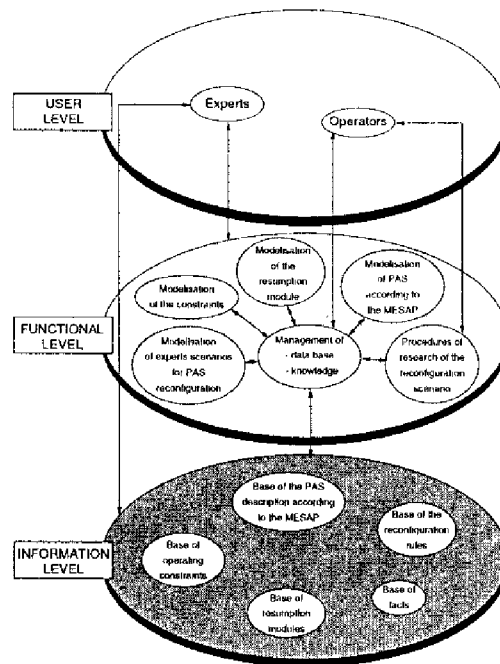 USER
LEVEL
Experts
Operators
FUNCTIONAL
LEVEL
Modelisation
of the
resumption
module
Modelisation
of the constraints
Modelisation
of PAS
according to
the MESAP
Modelisation
of experts scenarios
for PAS
reconfiguration
Management of
- data base
- knowledge
Procedures of
research of the
reconfiguration
scenario
INFORMATION
LEVEL
Base of the PAS
description according
to the MESAP
Base of the
reconfiguration
rules
Base of
operating
constraints
Base of
resumption
modules
Base of
facts